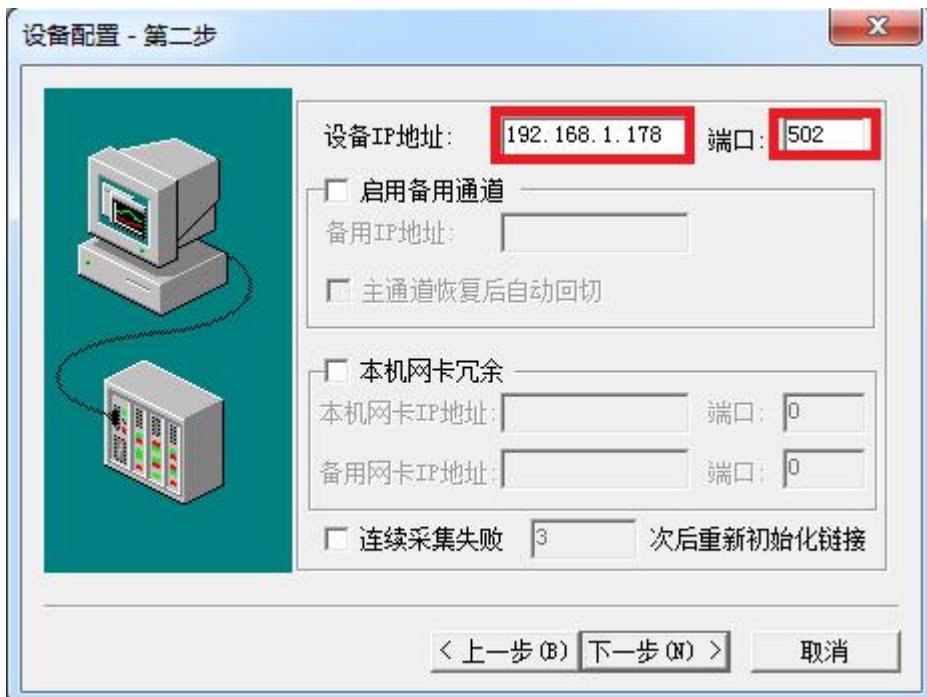 设备配置 - 第二步
设备IP地址: 192.168.1.178 端口: 502
启用备用通道
备用IP地址:
主通道恢复后自动回切
本机网卡冗余
本机网卡IP地址: 端口: 0
备用网卡IP地址: 端口: 0
连续采集失败 3 次后重新初始化链接
< 上一步(B) 下一步(N) > 取消